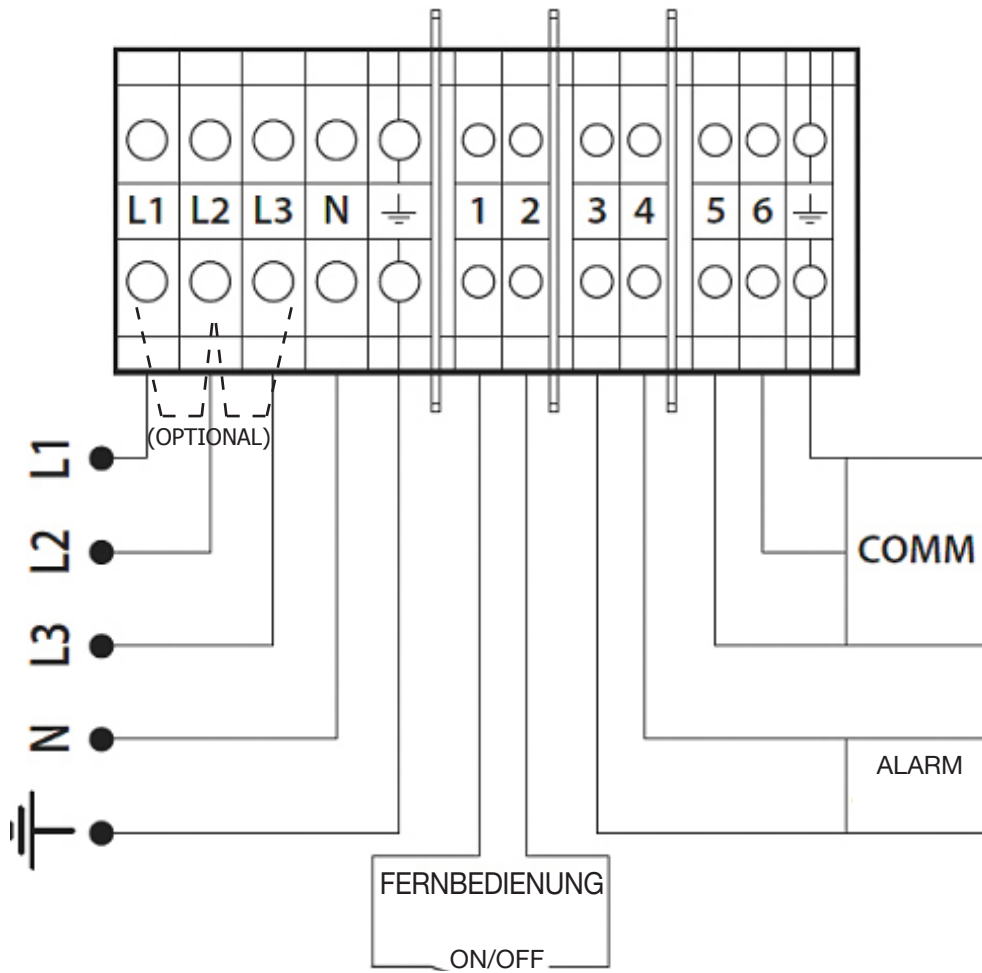 L1 L2 L3 N 1 2 3 4 5 6
(OPTIONAL)
L1
L2
L3
N
COMM
ALARM
FERNBEDIENUNG
ON/OFF